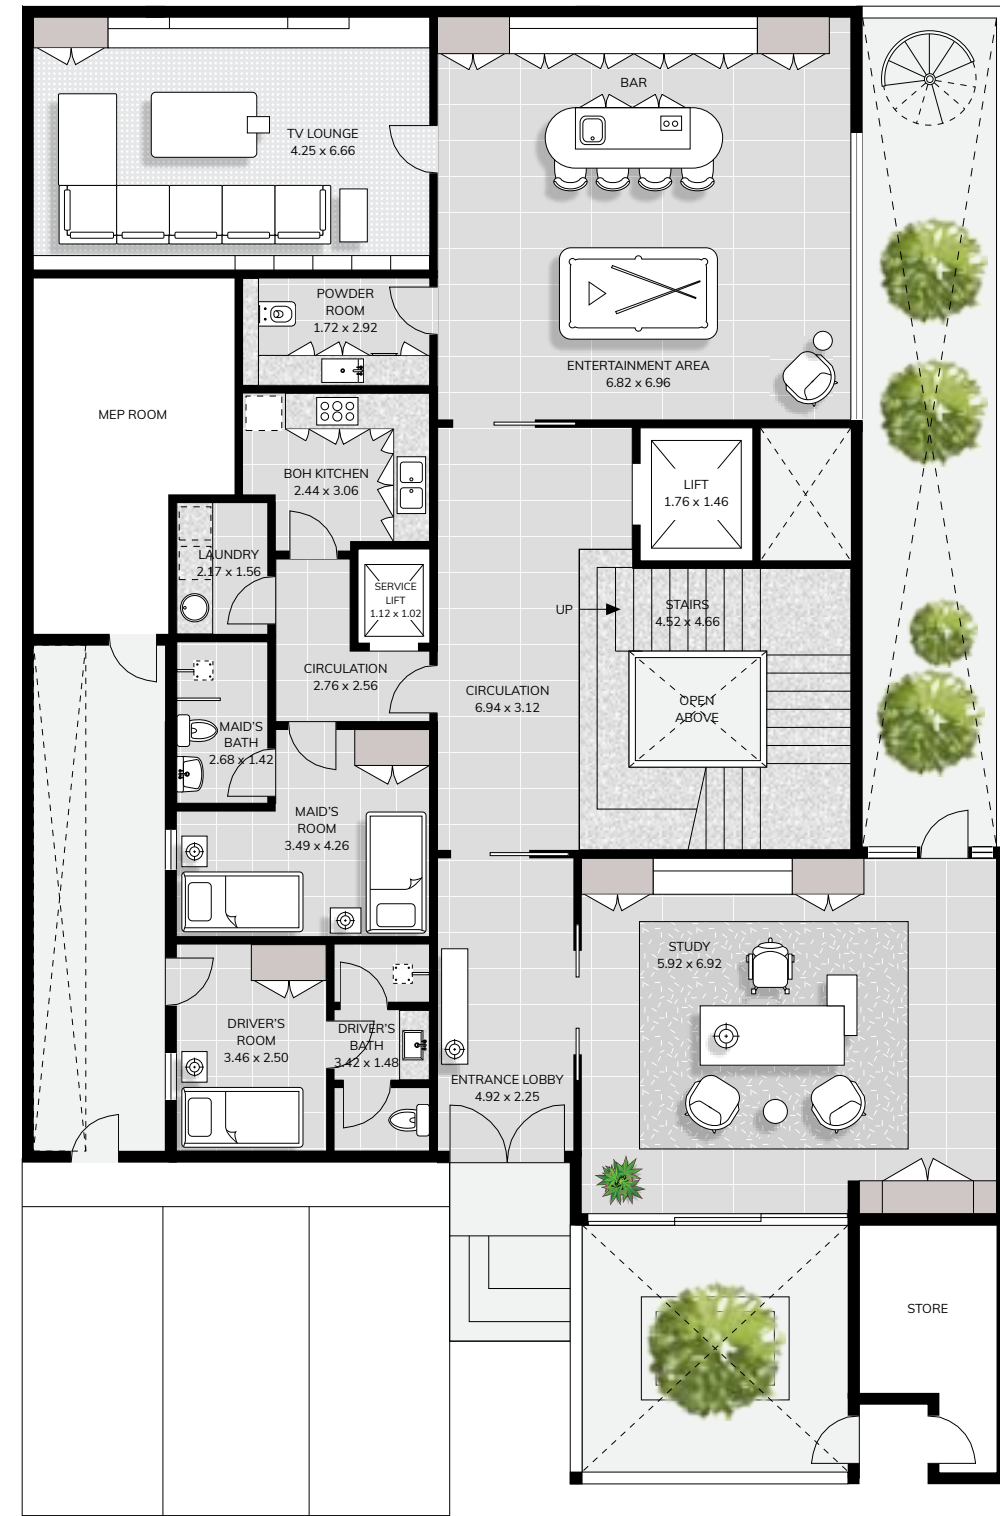 BAR
TV LOUNGE
4.25 x 6.66
POWDER
ROOM
1.72 x 2.92
ENTERTAINMENT AREA
6.82 x 6.96
MEP ROOM
BOH KITCHEN
2.44 x 3.06
LIFT
1.76 x 1.46
LAUNDRY
2.17 x 1.56
SERVICE
LIFT
1.12 x 1.02
UP
STAIRS
4.52 x 4.66
CIRCULATION
2.76 x 2.56
CIRCULATION
6.94 x 3.12
OPEN
ABOVE
MAID'S
BATH
2.68 x 1.42
MAID'S
ROOM
3.49 x 4.26
STUDY
5.92 x 6.92
DRIVER'S
ROOM
3.46 x 2.50
DRIVER'S
BATH
3.42 x 1.48
ENTRANCE LOBBY
4.92 x 2.25
STORE